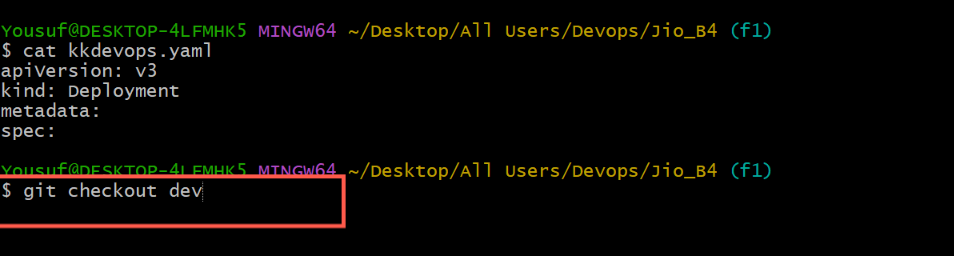 Yousuf@DESKTOP-4LFMHK5 MINGW64 ~/Desktop/All Users/Devops/Jio_B4 (f1)
$ cat kkdevops.yaml
apiVersion: v3
kind: Deployment
metadata:
spec:
Yousuf@DESKTOP-4LFMHK5 MINGW64 ~/Desktop/All Users/Devops/Jio_B4 (f1)
$ git checkout dev